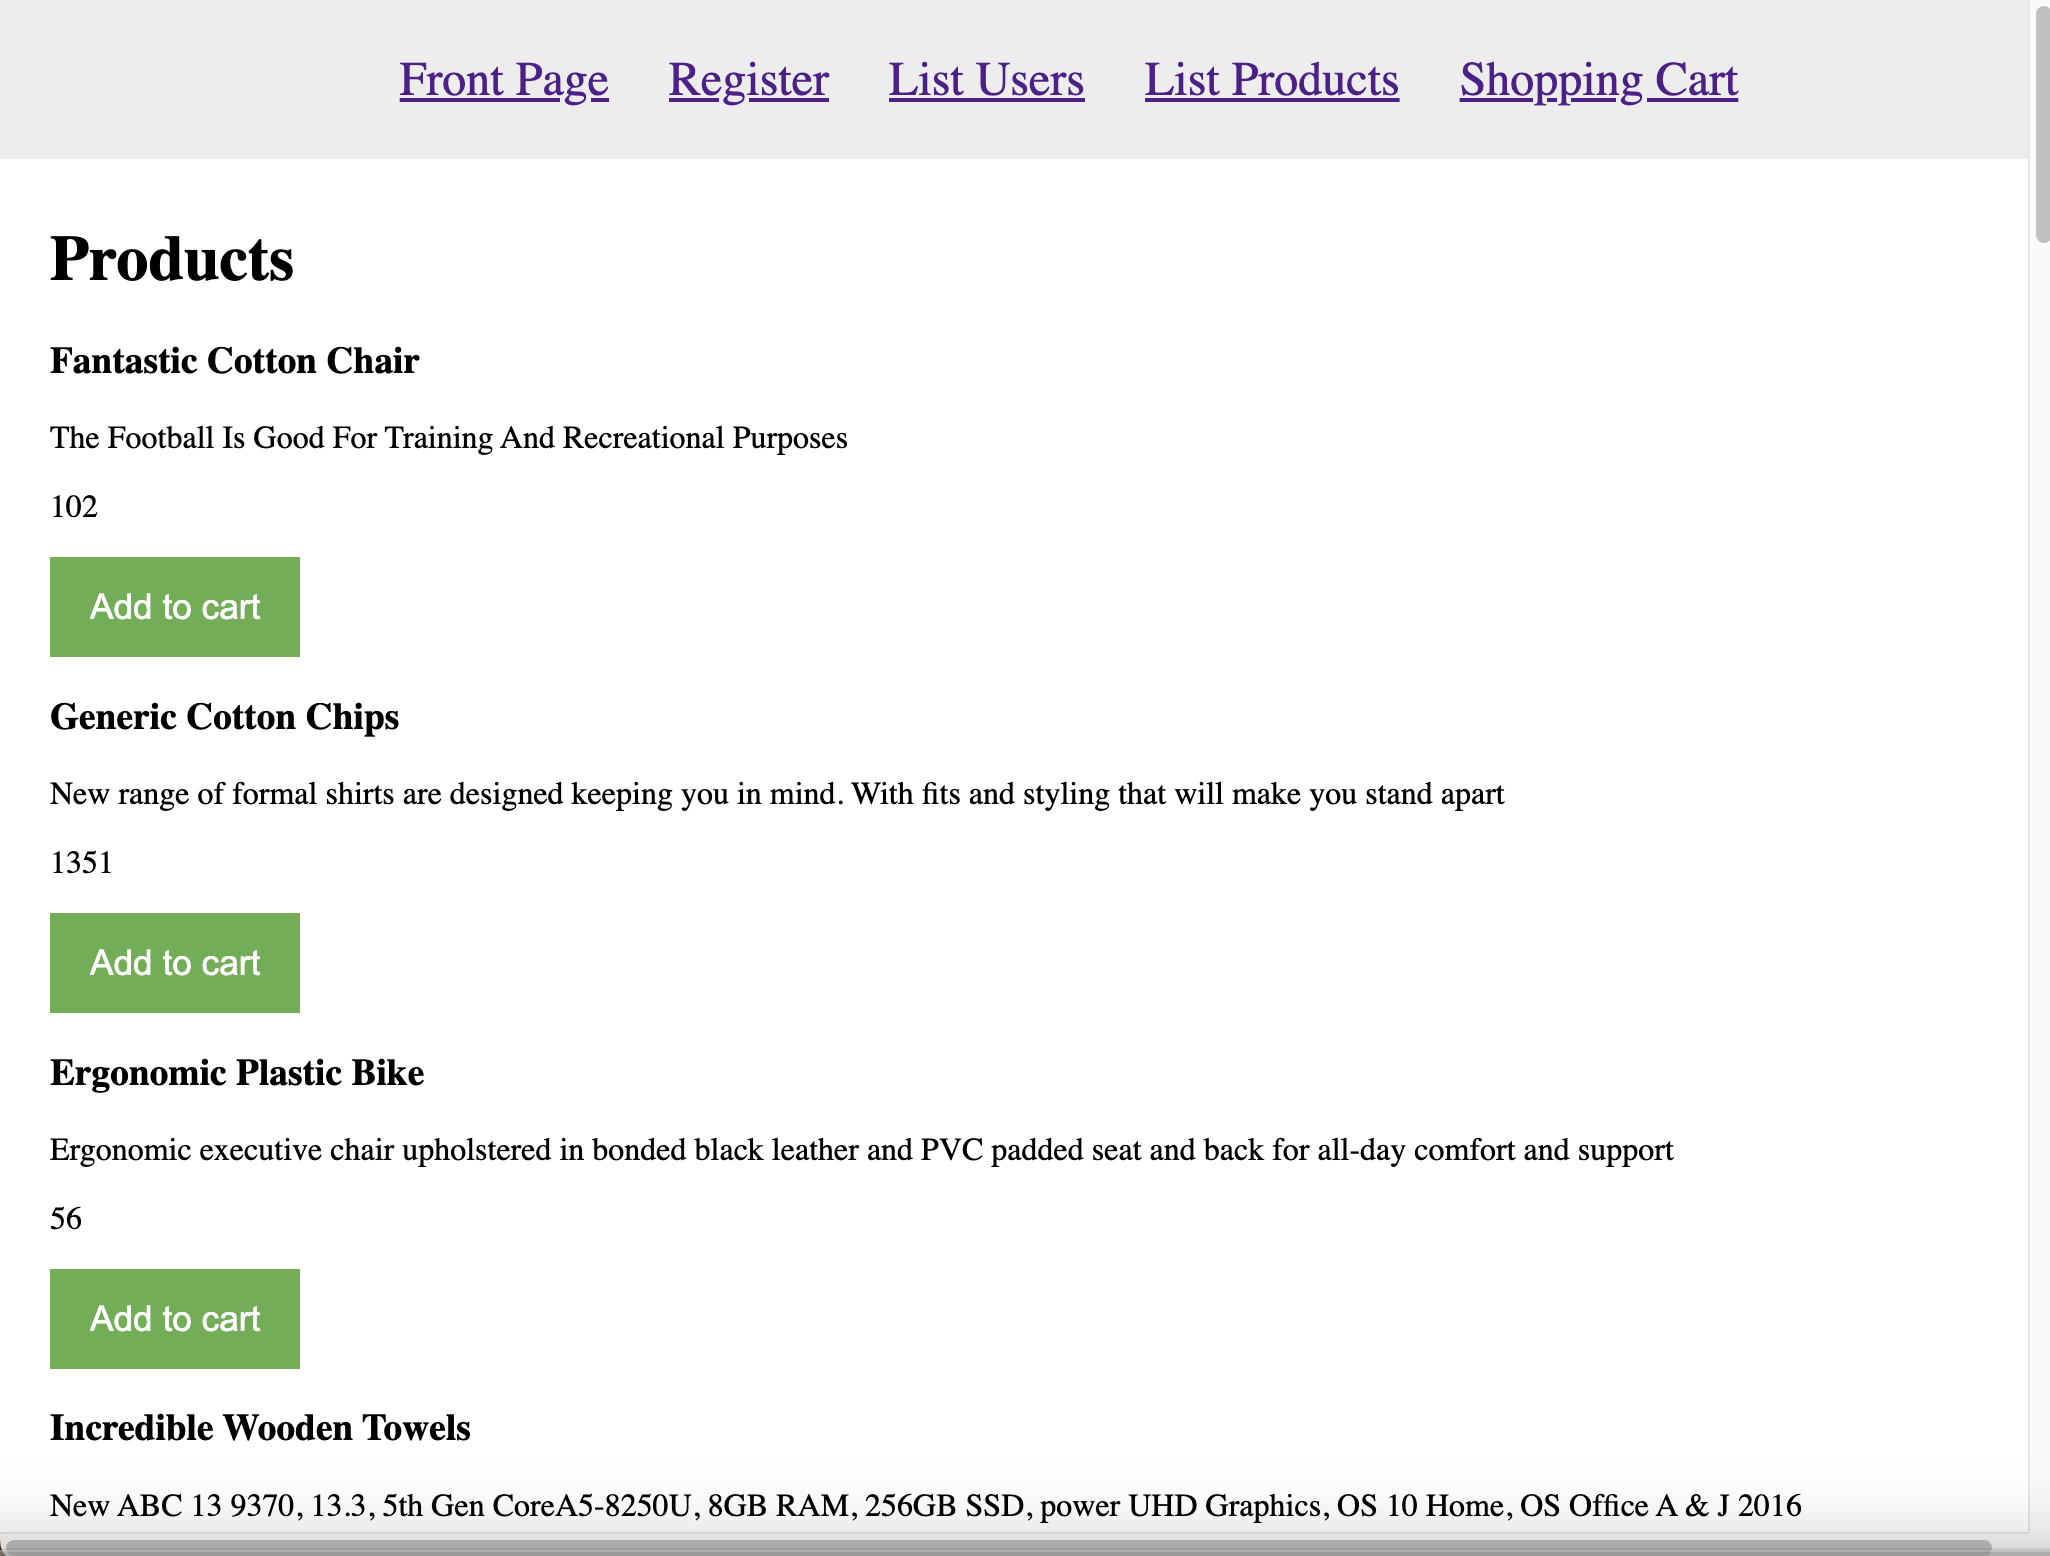 Front Page Register List Users List Products Shopping Cart
Products
Fantastic Cotton Chair
The Football Is Good For Training And Recreational Purposes
102
Add to cart
Generic Cotton Chips
New range of formal shirts are designed keeping you in mind. With fits and styling that will make you stand apart
1351
Add to cart
Ergonomic Plastic Bike
Ergonomic executive chair upholstered in bonded black leather and PVC padded seat and back for all-day comfort and support
56
Add to cart
Incredible Wooden Towels
New ABC 13 9370, 13.3, 5th Gen CoreA5-8250U, 8GB RAM, 256GB SSD, power UHD Graphics, OS 10 Home, OS Office A & J 2016